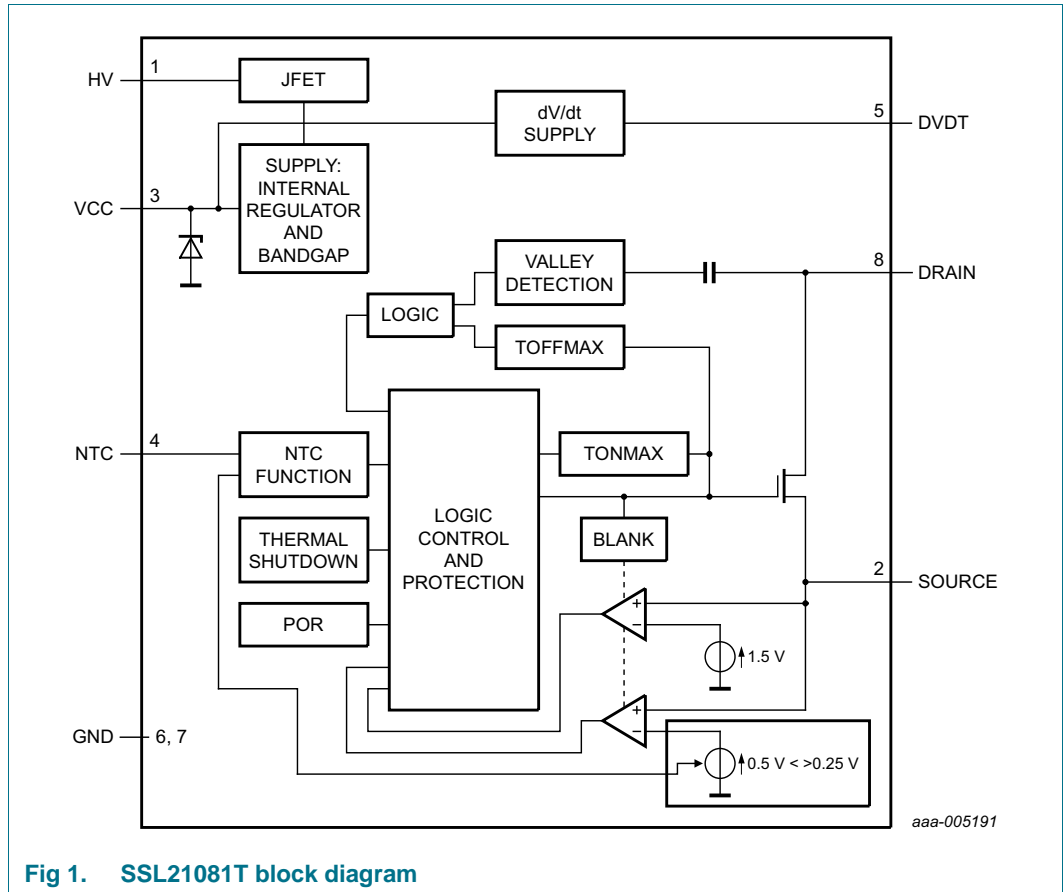 HV
1
JFET
dV/dt
SUPPLY
5
DVDT
SUPPLY:
INTERNAL
REGULATOR
AND
BANDGAP
VCC
3
VALLEY
DETECTION
8
DRAIN
LOGIC
TOFFMAX
NTC
4
NTC
FUNCTION
TONMAX
LOGIC
CONTROL
AND
PROTECTION
THERMAL
SHUTDOWN
BLANK
2
SOURCE
POR
+
−
1.5 V
+
−
0.5 V < >0.25 V
GND
6, 7
aaa-005191
Fig 1. SSL21081T block diagram